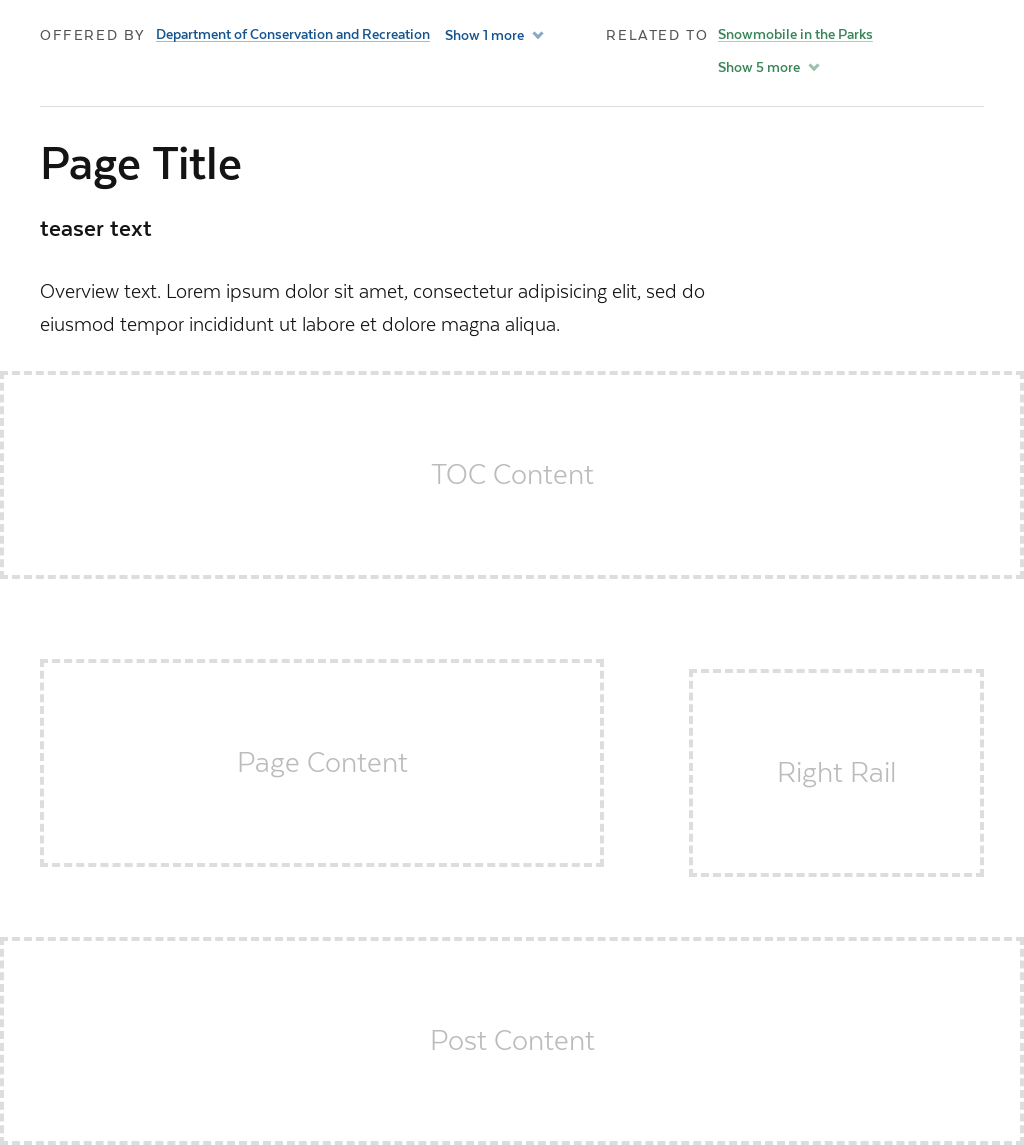 OFFERED BY Department of Conservation and Recreation Show 1 more
RELATED TO Snowmobile in the Parks
Show 5 more
Page Title
teaser text
Overview text. Lorem ipsum dolor sit amet, consectetur adipisicing elit, sed do
eiusmod tempor incididunt ut labore et dolore magna aliqua.
TOC Content
Page Content
Right Rail
Post Content